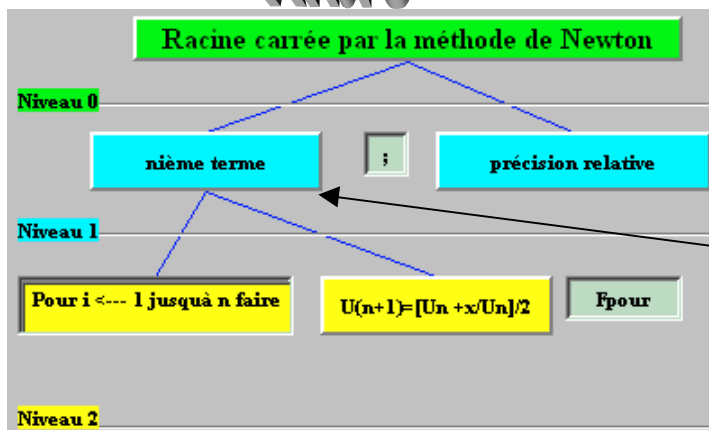 Racine carrée par la méthode de Newton
Niveau 0
nième terme
;
précision relative
Niveau 1
Pour i <--- 1 jusquà n faire
U(n+1)=[Un +x/Un]/2
Fpour
Niveau 2